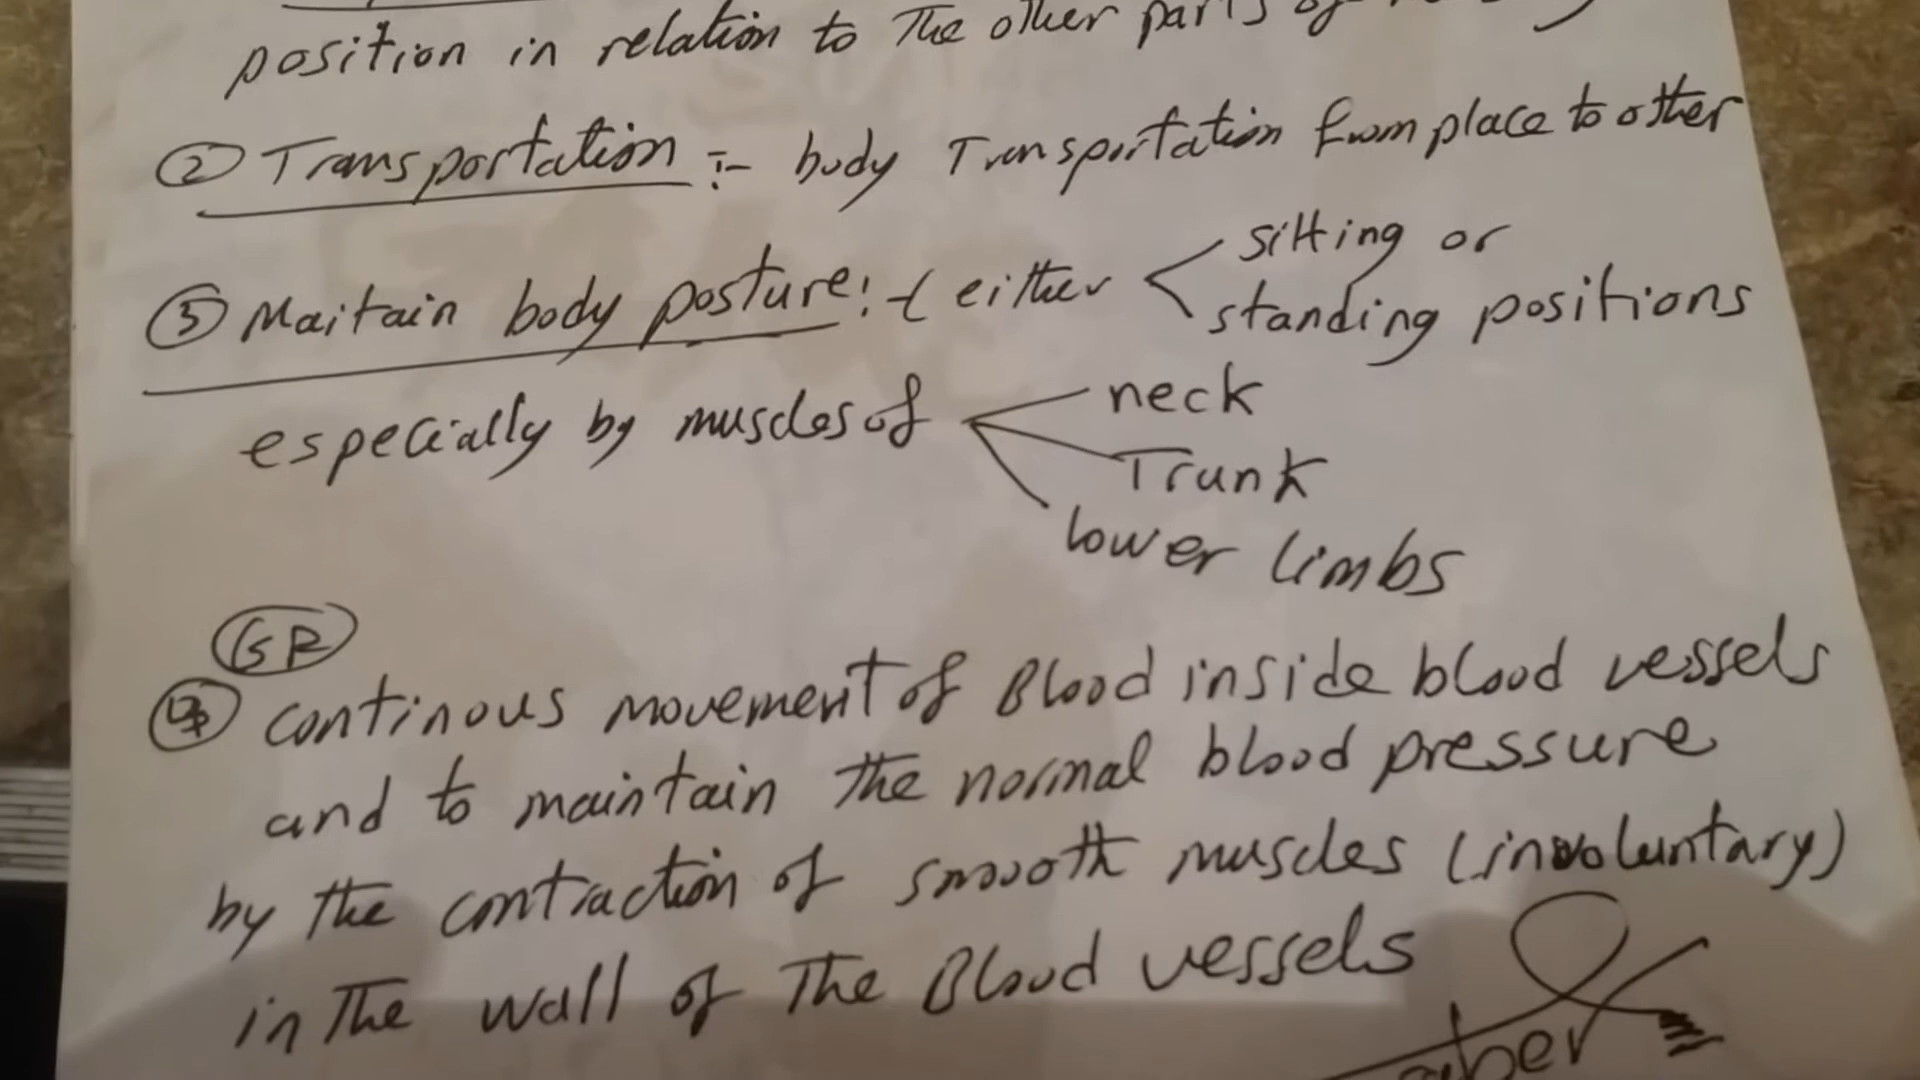 position in relation to The other parts of
② Transportation :- body Transportation from place to other
③ Maitain body posture :- ( either sitting or
standing positions
especially by muscles of neck
Trunk
lower limbs
GR
④ continous movement of Blood inside blood vessels
and to maintain the normal blood pressure
by the contraction of smooth muscles (involuntary)
in The wall of The Blood vessels